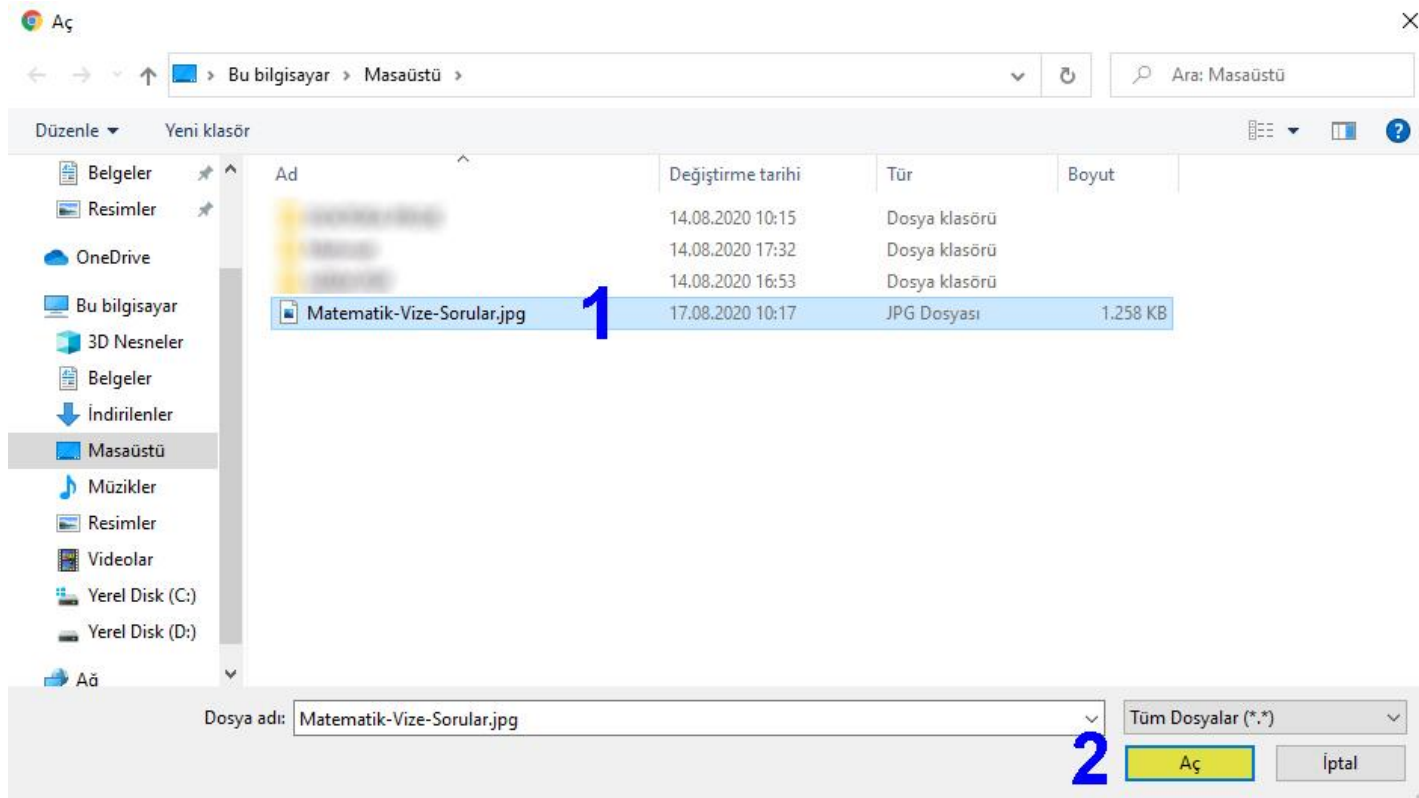 Aç
Bu bilgisayar > Masaüstü >
Ara: Masaüstü
Düzenle
Yeni klasör
Ad
Değiştirme tarihi
Tür
Boyut
14.08.2020 10:15 Dosya klasörü
14.08.2020 17:32 Dosya klasörü
14.08.2020 16:53 Dosya klasörü
Matematik-Vize-Sorular.jpg 1 17.08.2020 10:17 JPG Dosyası 1.258 KB
Belgeler
Resimler
OneDrive
Bu bilgisayar
3D Nesneler
Belgeler
İndirilenler
Masaüstü
Müzikler
Resimler
Videolar
Yerel Disk (C:)
Yerel Disk (D:)
Ağ
Dosya adı: Matematik-Vize-Sorular.jpg
Tüm Dosyalar (*.*)
2
Aç
İptal